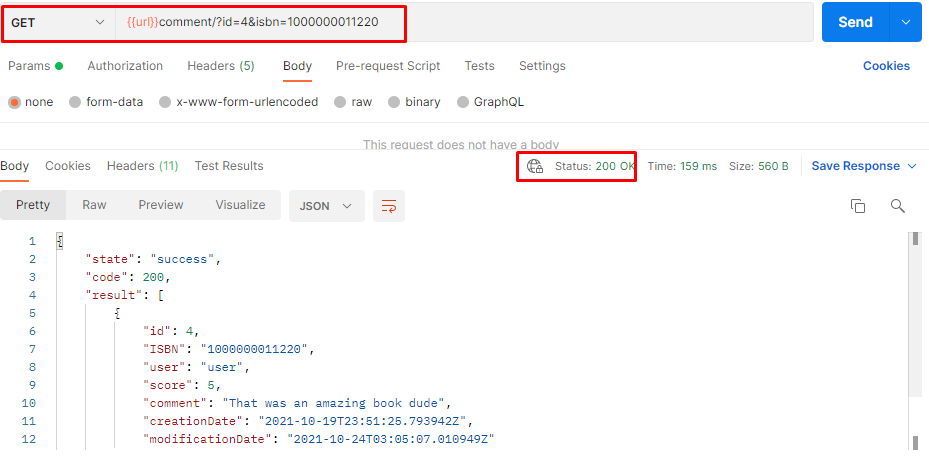 GET {{url}}comment/?id=4&isbn=1000000011220 Send
Params Authorization Headers (5) Body Pre-request Script Tests Settings Cookies
none form-data x-www-form-urlencoded raw binary GraphQL
This request does not have a body
Body Cookies Headers (11) Test Results Status: 200 OK Time: 159 ms Size: 560 B Save Response
Pretty Raw Preview Visualize JSON
1 {
2 "state": "success",
3 "code": 200,
4 "result": [
5 {
6 "id": 4,
7 "ISBN": "1000000011220",
8 "user": "user",
9 "score": 5,
10 "comment": "That was an amazing book dude",
11 "creationDate": "2021-10-19T23:51:25.793942Z",
12 "modificationDate": "2021-10-24T03:05:07.010949Z"